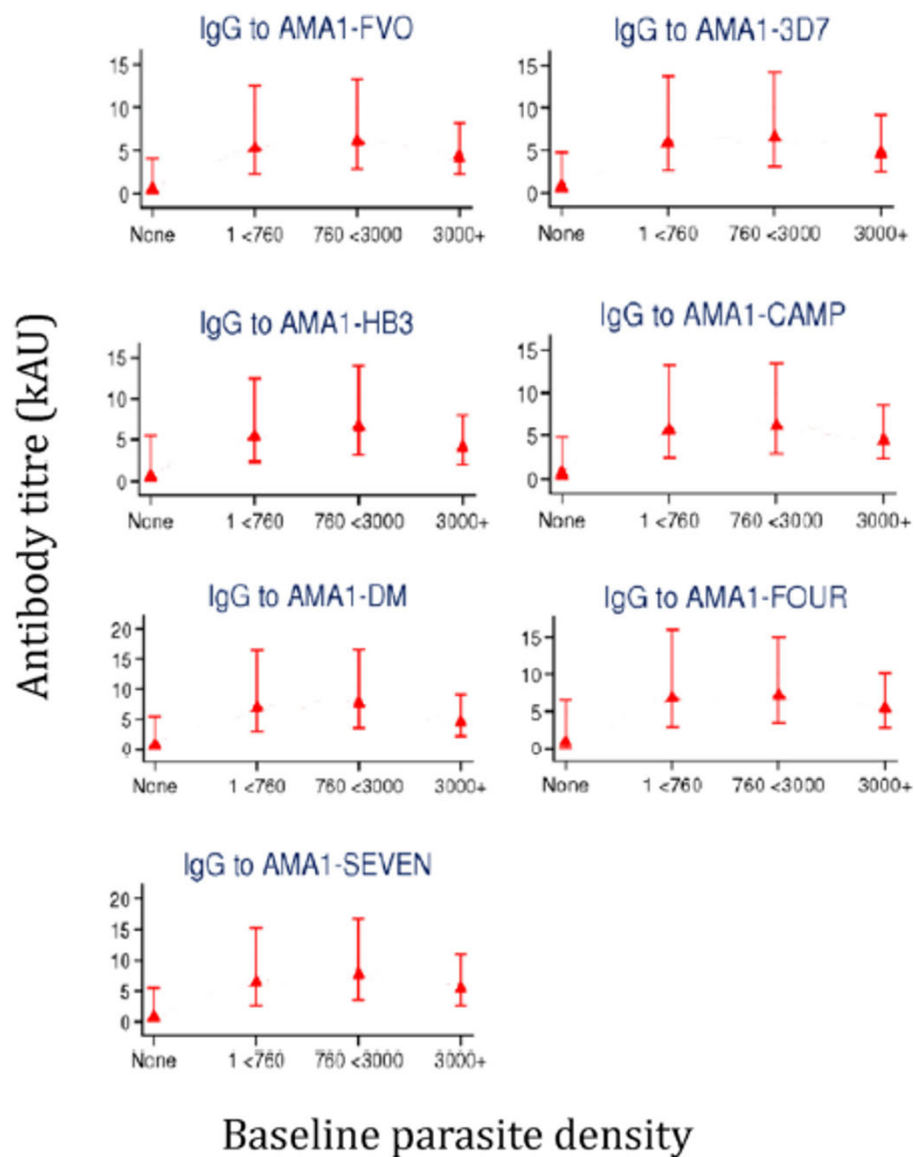 IgG to AMA1-FVO
15
10
5
0
None 1 <760 760 <3000 3000+
IgG to AMA1-3D7
15
10
5
0
None 1 <760 760 <3000 3000+
IgG to AMA1-HB3
15
10
5
0
None 1 <760 760 <3000 3000+
IgG to AMA1-CAMP
15
10
5
0
None 1 <760 760 <3000 3000+
Antibody titre (kAU)
IgG to AMA1-DM
20
15
10
5
0
None 1 <760 760 <3000 3000+
IgG to AMA1-FOUR
15
10
5
0
None 1 <760 760 <3000 3000+
IgG to AMA1-SEVEN
20
15
10
5
0
None 1 <760 760 <3000 3000+
Baseline parasite density